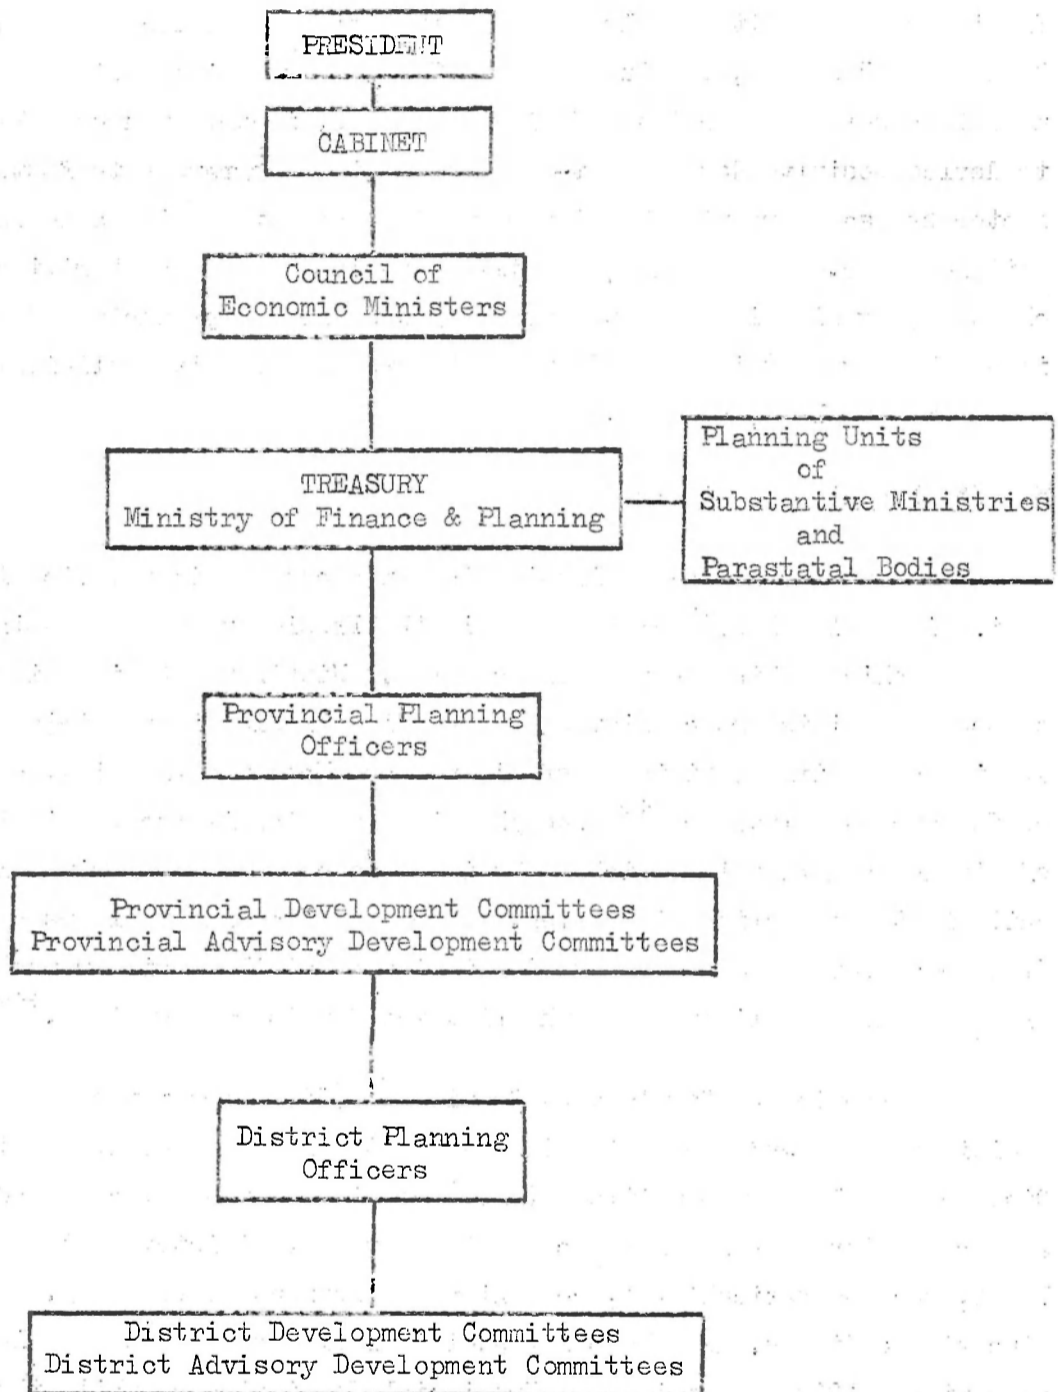 PRESIDENT
CABINET
Council of
Economic Ministers
TREASURY
Ministry of Finance & Planning
Planning Units
of
Substantive Ministries
and
Parastatal Bodies
Provincial Planning
Officers
Provincial Development Committees
Provincial Advisory Development Committees
District Planning
Officers
District Development Committees
District Advisory Development Committees